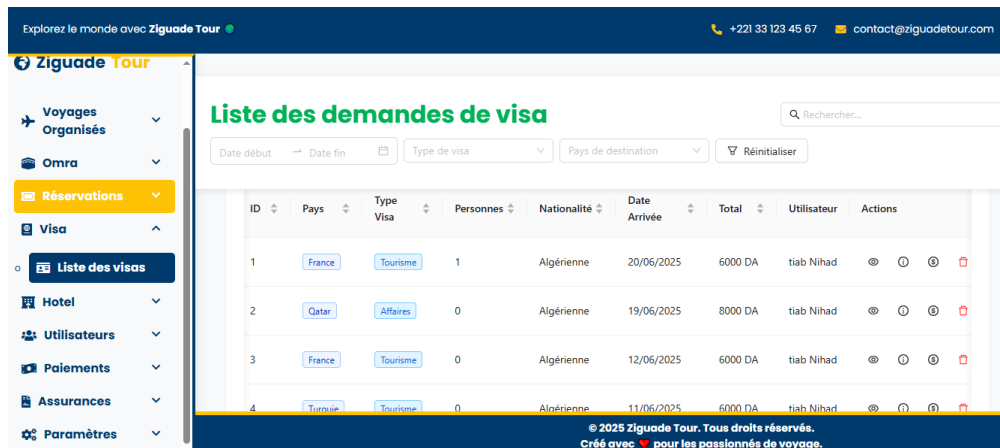 Explorez le monde avec Ziguade Tour
+221 33 123 45 67
contact@ziguadetour.com
Ziguade Tour
Voyages
Organisés
Omra
Réservations
Visa
Liste des visas
Hotel
Utilisateurs
Paiements
Assurances
Paramètres
Liste des demandes de visa
Rechercher...
Date début → Date fin
Type de visa
Pays de destination
Réinitialiser
ID Pays Type Visa Personnes Nationalité Date Arrivée Total Utilisateur Actions
1 France Tourisme 1 Algérienne 20/06/2025 6000 DA tiab Nihad
2 Qatar Affaires 0 Algérienne 19/06/2025 8000 DA tiab Nihad
3 France Tourisme 0 Algérienne 12/06/2025 6000 DA tiab Nihad
4 Turquie Tourisme 0 Algérienne 11/06/2025 6000 DA tiab Nihad
© 2025 Ziguade Tour. Tous droits réservés.
Créé avec ❤ pour les passionnés de voyage.